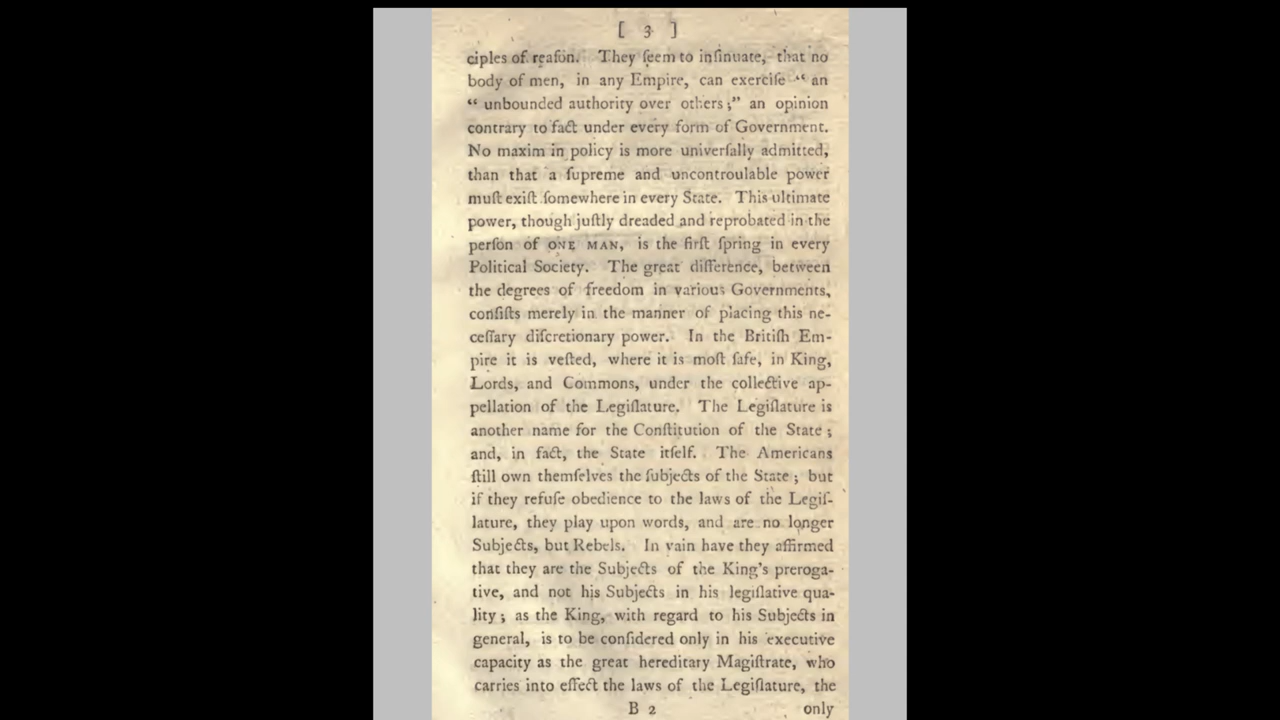 [ 3 ]
ciples of reaſon. They ſeem to inſinuate, that no
body of men, in any Empire, can exerciſe “ an
“ unbounded authority over others ;” an opinion
contrary to fact under every form of Government.
No maxim in policy is more univerſally admitted,
than that a ſupreme and uncontroulable power
muſt exiſt ſomewhere in every State. This ultimate
power, though juſtly dreaded and reprobated in the
perſon of ONE MAN, is the firſt ſpring in every
Political Society. The great difference, between
the degrees of freedom in various Governments,
conſiſts merely in the manner of placing this ne-
ceſſary diſcretionary power. In the Britiſh Em-
pire it is veſted, where it is moſt ſafe, in King,
Lords, and Commons, under the collective ap-
pellation of the Legiſlature. The Legiſlature is
another name for the Conſtitution of the State ;
and, in fact, the State itſelf. The Americans
ſtill own themſelves the ſubjects of the State ; but
if they refuſe obedience to the laws of the Legiſ-
lature, they play upon words, and are no longer
Subjects, but Rebels. In vain have they affirmed
that they are the Subjects of the King's preroga-
tive, and not his Subjects in his legiſlative qua-
lity ; as the King, with regard to his Subjects in
general, is to be conſidered only in his executive
capacity as the great hereditary Magiſtrate, who
carries into effect the laws of the Legiſlature, the
B 2 only